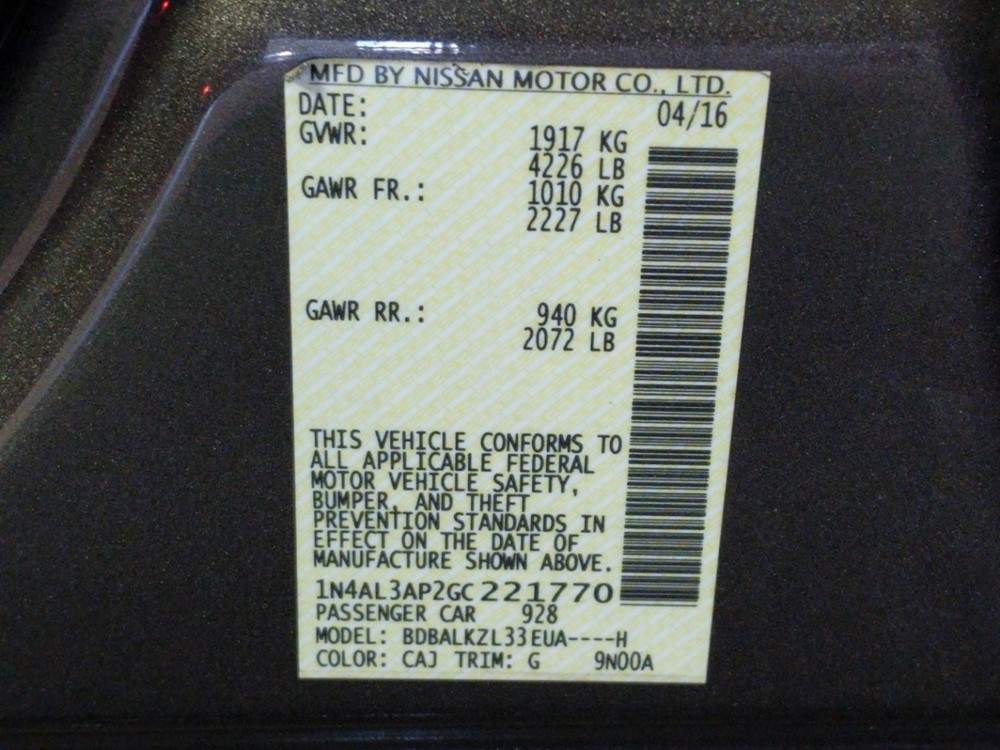 MFD BY NISSAN MOTOR CO., LTD.
DATE: 04/16
GVWR: 1917 KG
4226 LB
GAWR FR.: 1010 KG
2227 LB
GAWR RR.: 940 KG
2072 LB
THIS VEHICLE CONFORMS TO
ALL APPLICABLE FEDERAL
MOTOR VEHICLE SAFETY,
BUMPER, AND THEFT
PREVENTION STANDARDS IN
EFFECT ON THE DATE OF
MANUFACTURE SHOWN ABOVE.
1N4AL3AP2GC221770
PASSENGER CAR 928
MODEL: BDBALKZL33EUA----H
COLOR: CAJ TRIM: G 9N00A